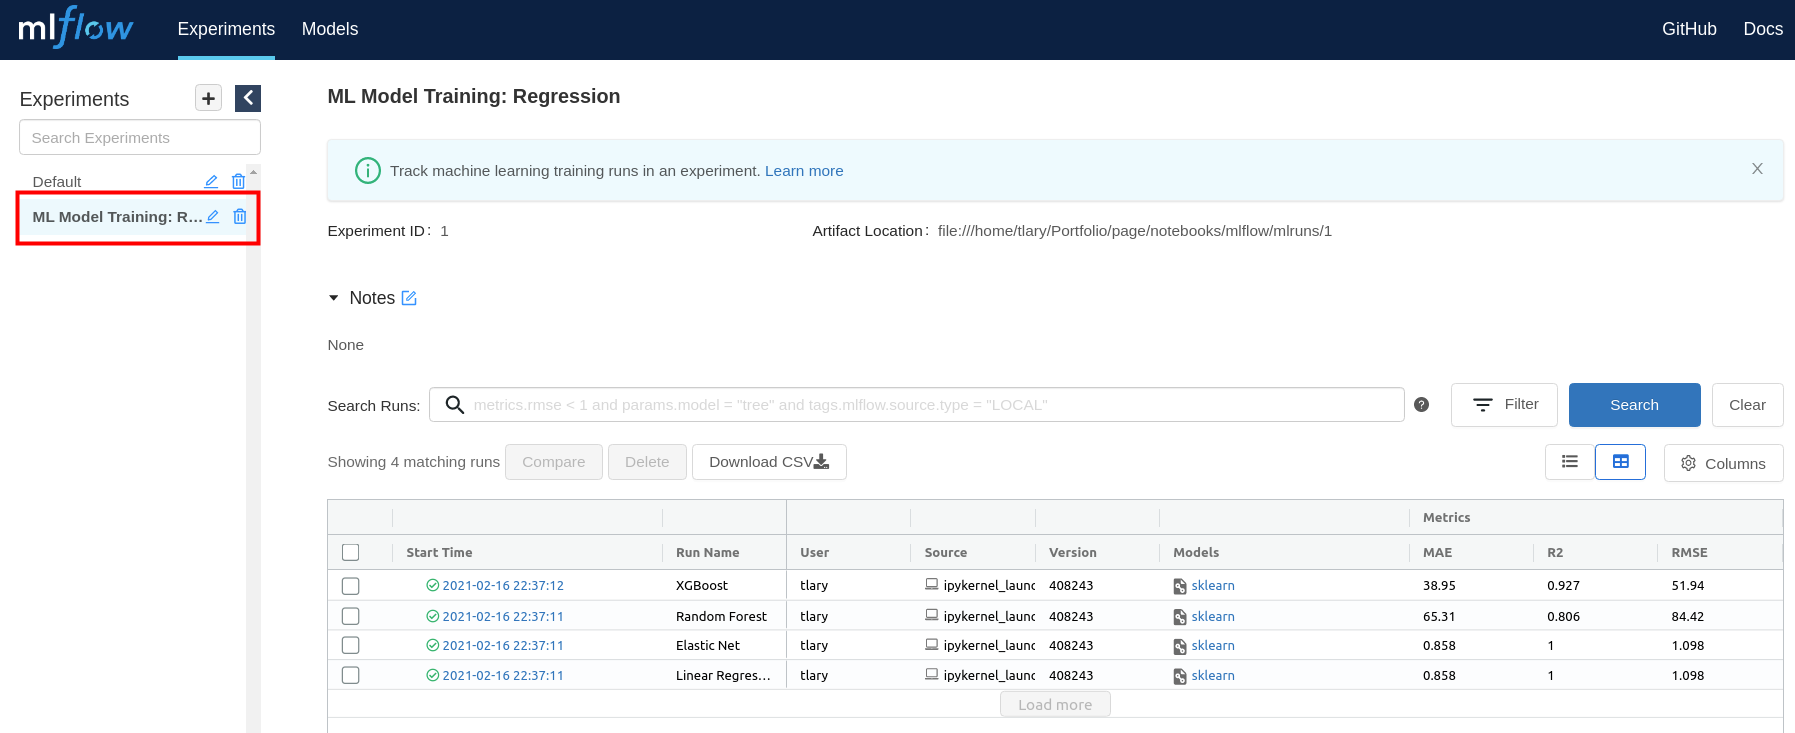 mlflow Experiments Models GitHub Docs
Experiments
Search Experiments
Default
ML Model Training: R...
ML Model Training: Regression
Track machine learning training runs in an experiment. Learn more
Experiment ID: 1 Artifact Location: file:///home/tlary/Portfolio/page/notebooks/mlflow/mlruns/1
Notes
None
Search Runs: metrics.rmse < 1 and params.model = "tree" and tags.mlflow.source.type = "LOCAL" ? Filter Search Clear
Showing 4 matching runs Compare Delete Download CSV Columns
Metrics
Start Time Run Name User Source Version Models MAE R2 RMSE
2021-02-16 22:37:12 XGBoost tlary ipykernel_launc 408243 sklearn 38.95 0.927 51.94
2021-02-16 22:37:11 Random Forest tlary ipykernel_launc 408243 sklearn 65.31 0.806 84.42
2021-02-16 22:37:11 Elastic Net tlary ipykernel_launc 408243 sklearn 0.858 1 1.098
2021-02-16 22:37:11 Linear Regres... tlary ipykernel_launc 408243 sklearn 0.858 1 1.098
Load more